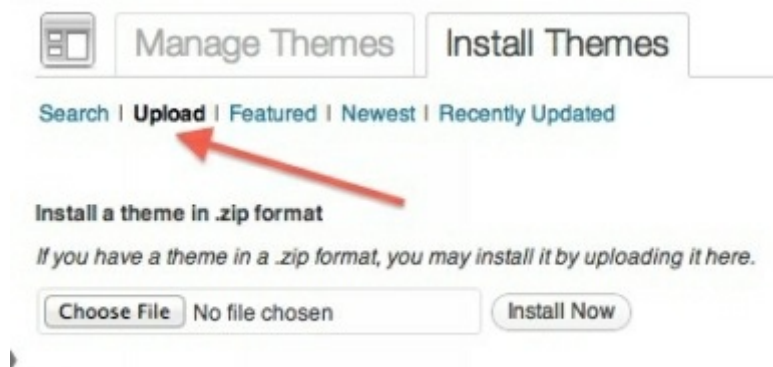 Manage Themes Install Themes
Search | Upload | Featured | Newest | Recently Updated
Install a theme in .zip format
If you have a theme in a .zip format, you may install it by uploading it here.
Choose File No file chosen Install Now